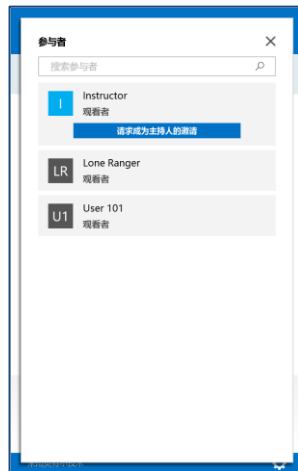 参与者
搜索参与者
I
Instructor
观看者
请求成为主持人的邀请
LR
Lone Ranger
观看者
U1
User 101
观看者